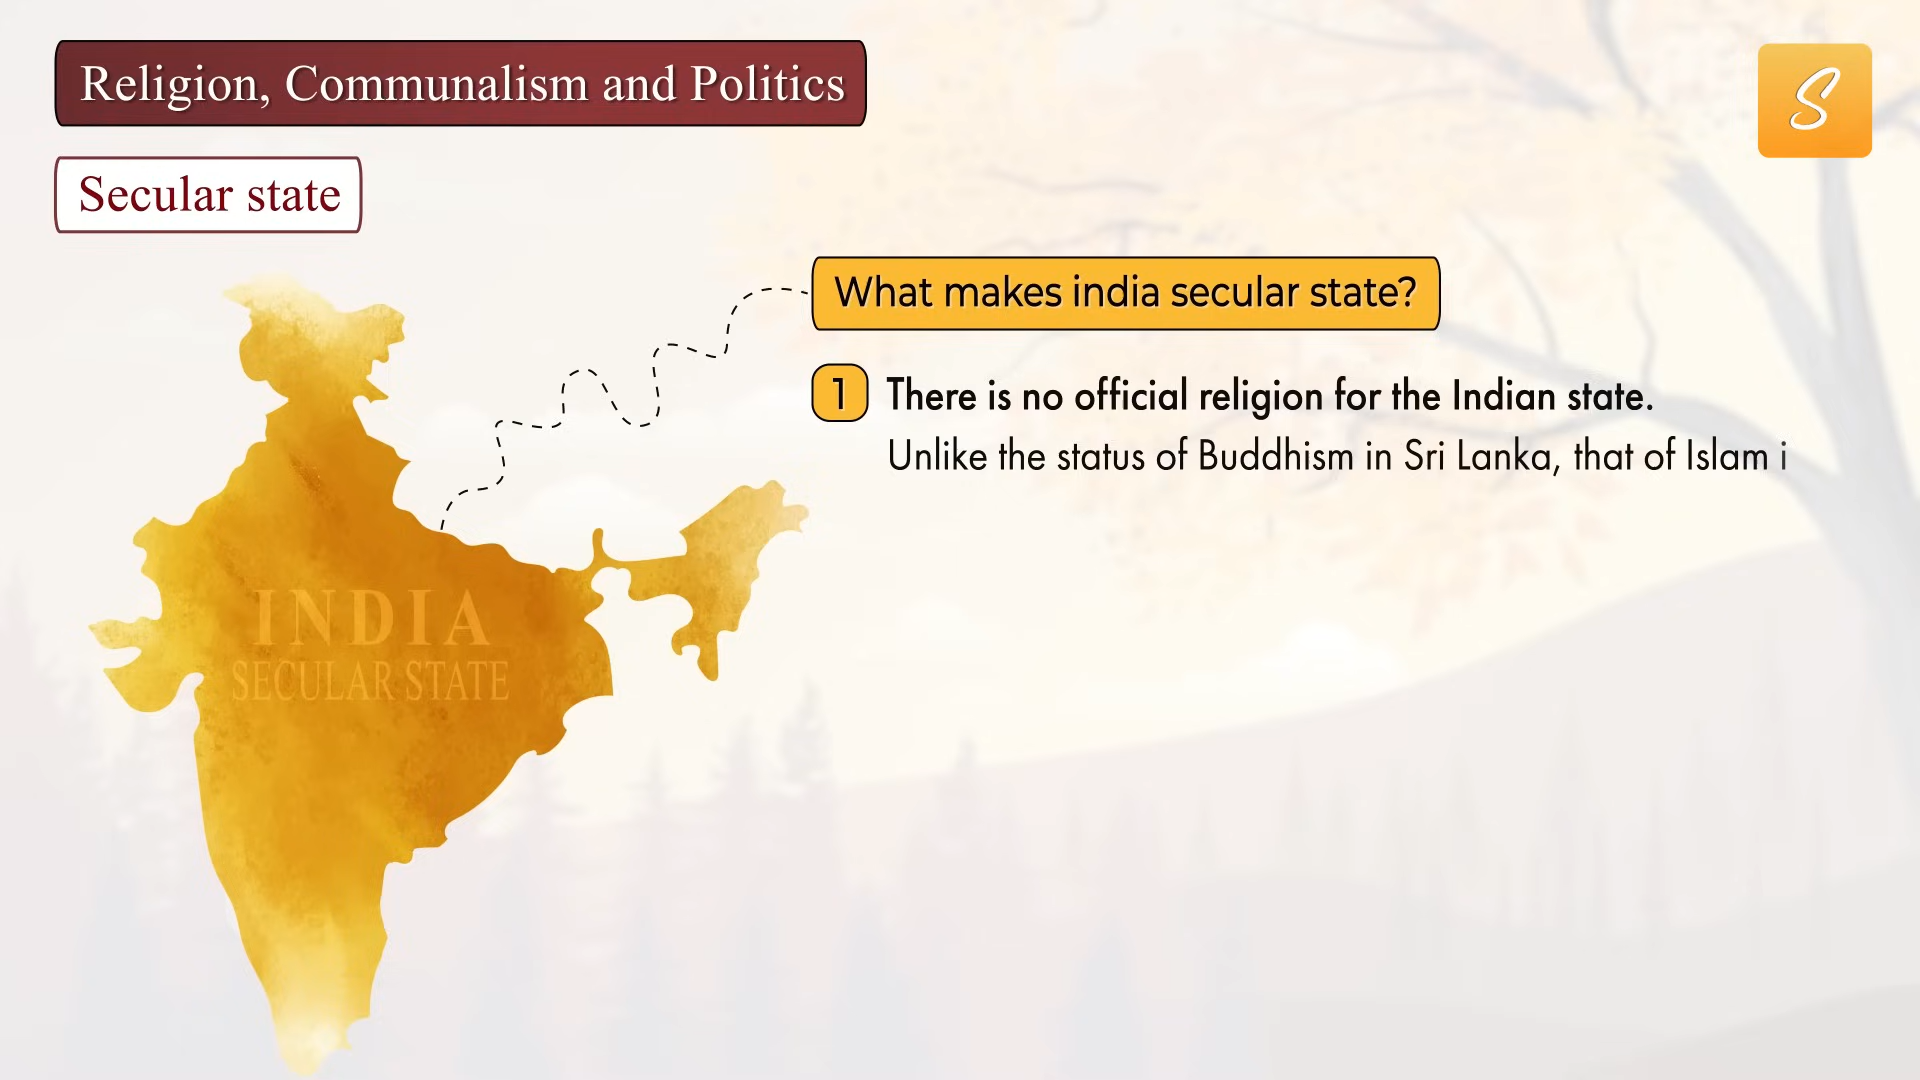 Religion, Communalism and Politics
S
Secular state
What makes india secular state?
1 There is no official religion for the Indian state.
Unlike the status of Buddhism in Sri Lanka, that of Islam i
INDIA
SECULAR STATE